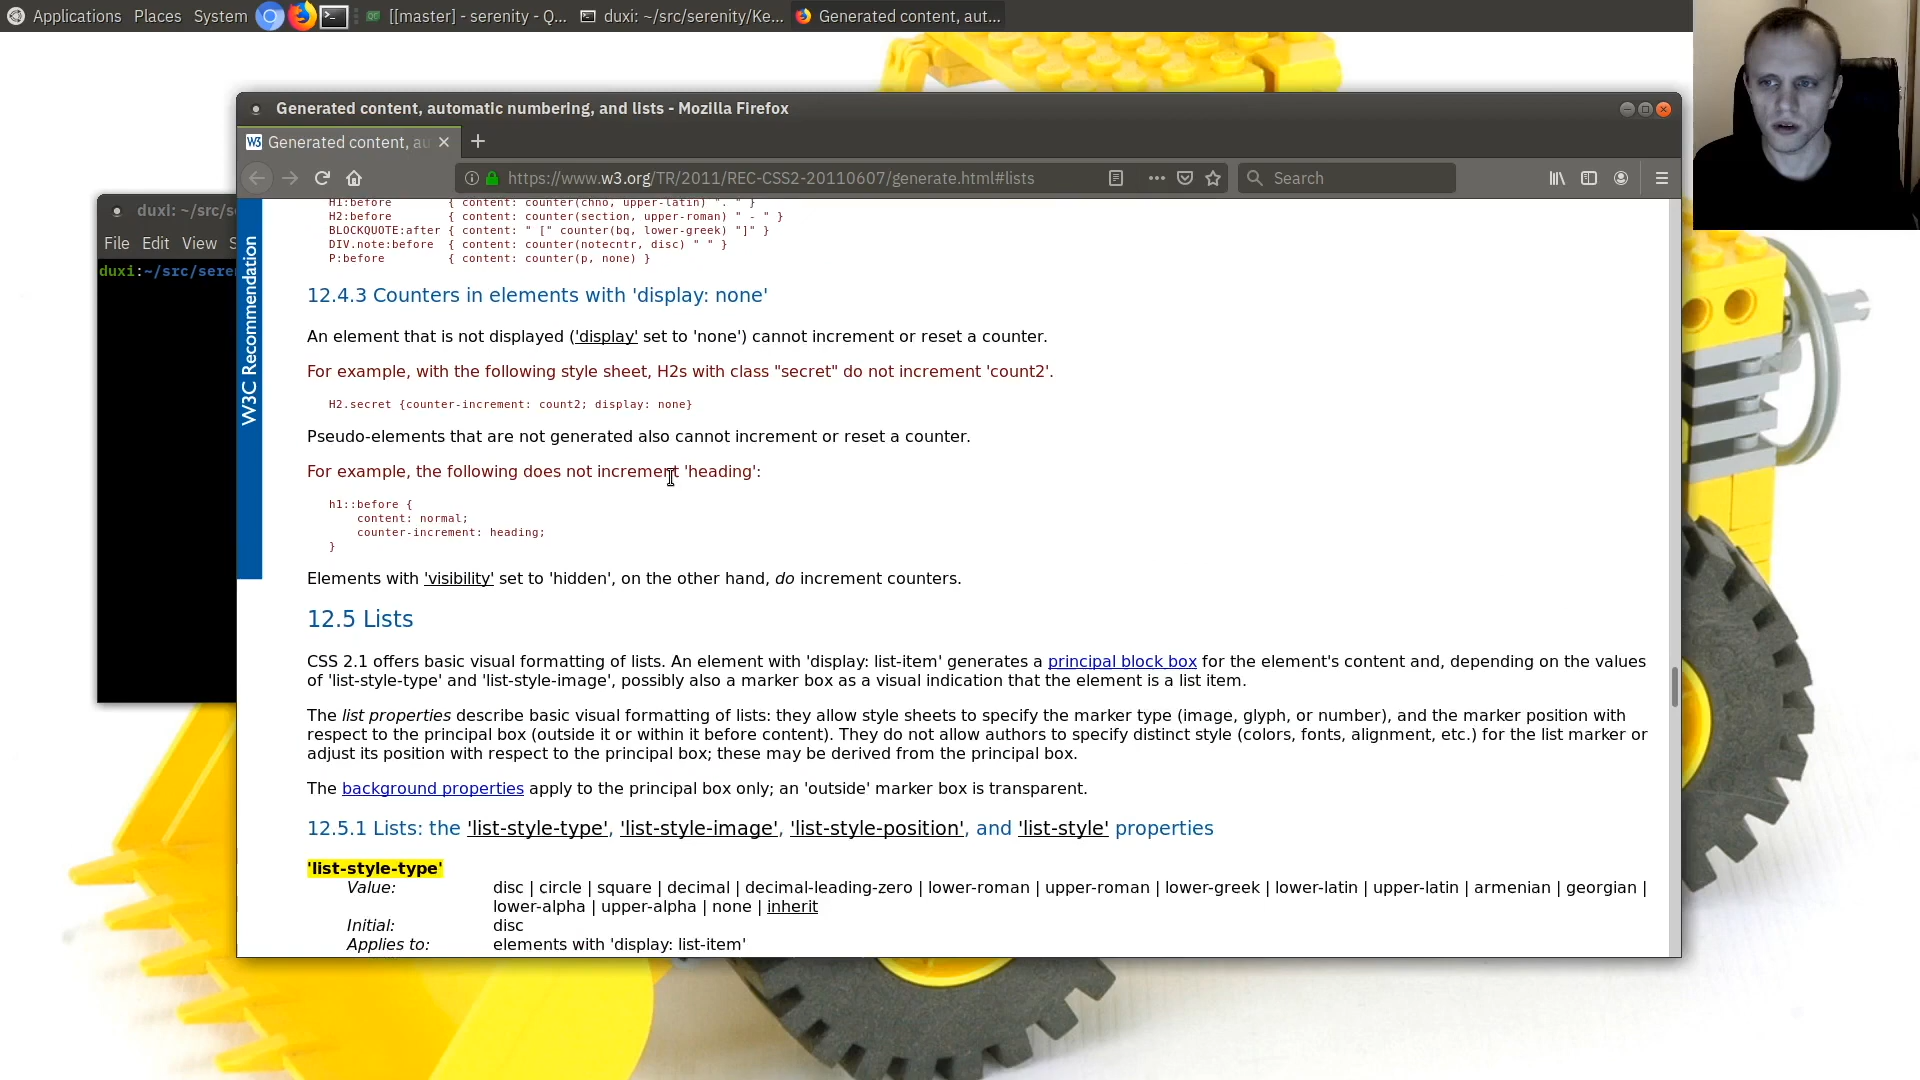 Applications Places System [[master] - serenity - Q... duxi: ~/src/serenity/Ke... Generated content, aut...
Generated content, automatic numbering, and lists - Mozilla Firefox
W3 Generated content, au
https://www.w3.org/TR/2011/REC-CSS2-20110607/generate.html#lists Search
duxi: ~/src/s
File Edit View S
duxi:~/src/seren
W3C Recommendation
H1:before { content: counter(chno, upper-latin) ". " }
H2:before { content: counter(section, upper-roman) " - " }
BLOCKQUOTE:after { content: " [" counter(bq, lower-greek) "]" }
DIV.note:before { content: counter(notecntr, disc) " " }
P:before { content: counter(p, none) }
12.4.3 Counters in elements with 'display: none'
An element that is not displayed ('display' set to 'none') cannot increment or reset a counter.
For example, with the following style sheet, H2s with class "secret" do not increment 'count2'.
H2.secret {counter-increment: count2; display: none}
Pseudo-elements that are not generated also cannot increment or reset a counter.
For example, the following does not increment 'heading':
h1::before {
content: normal;
counter-increment: heading;
}
Elements with 'visibility' set to 'hidden', on the other hand, do increment counters.
12.5 Lists
CSS 2.1 offers basic visual formatting of lists. An element with 'display: list-item' generates a principal block box for the element's content and, depending on the values
of 'list-style-type' and 'list-style-image', possibly also a marker box as a visual indication that the element is a list item.
The list properties describe basic visual formatting of lists: they allow style sheets to specify the marker type (image, glyph, or number), and the marker position with
respect to the principal box (outside it or within it before content). They do not allow authors to specify distinct style (colors, fonts, alignment, etc.) for the list marker or
adjust its position with respect to the principal box; these may be derived from the principal box.
The background properties apply to the principal box only; an 'outside' marker box is transparent.
12.5.1 Lists: the 'list-style-type', 'list-style-image', 'list-style-position', and 'list-style' properties
'list-style-type'
Value: disc | circle | square | decimal | decimal-leading-zero | lower-roman | upper-roman | lower-greek | lower-latin | upper-latin | armenian | georgian |
lower-alpha | upper-alpha | none | inherit
Initial: disc
Applies to: elements with 'display: list-item'